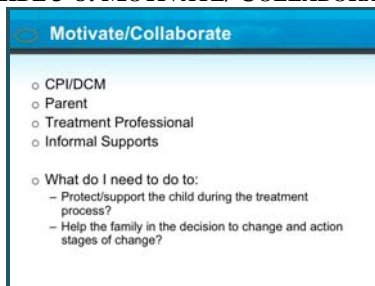 Motivate/Collaborate
○ CPI/DCM
○ Parent
○ Treatment Professional
○ Informal Supports
○ What do I need to do to:
– Protect/support the child during the treatment
process?
– Help the family in the decision to change and action
stages of change?